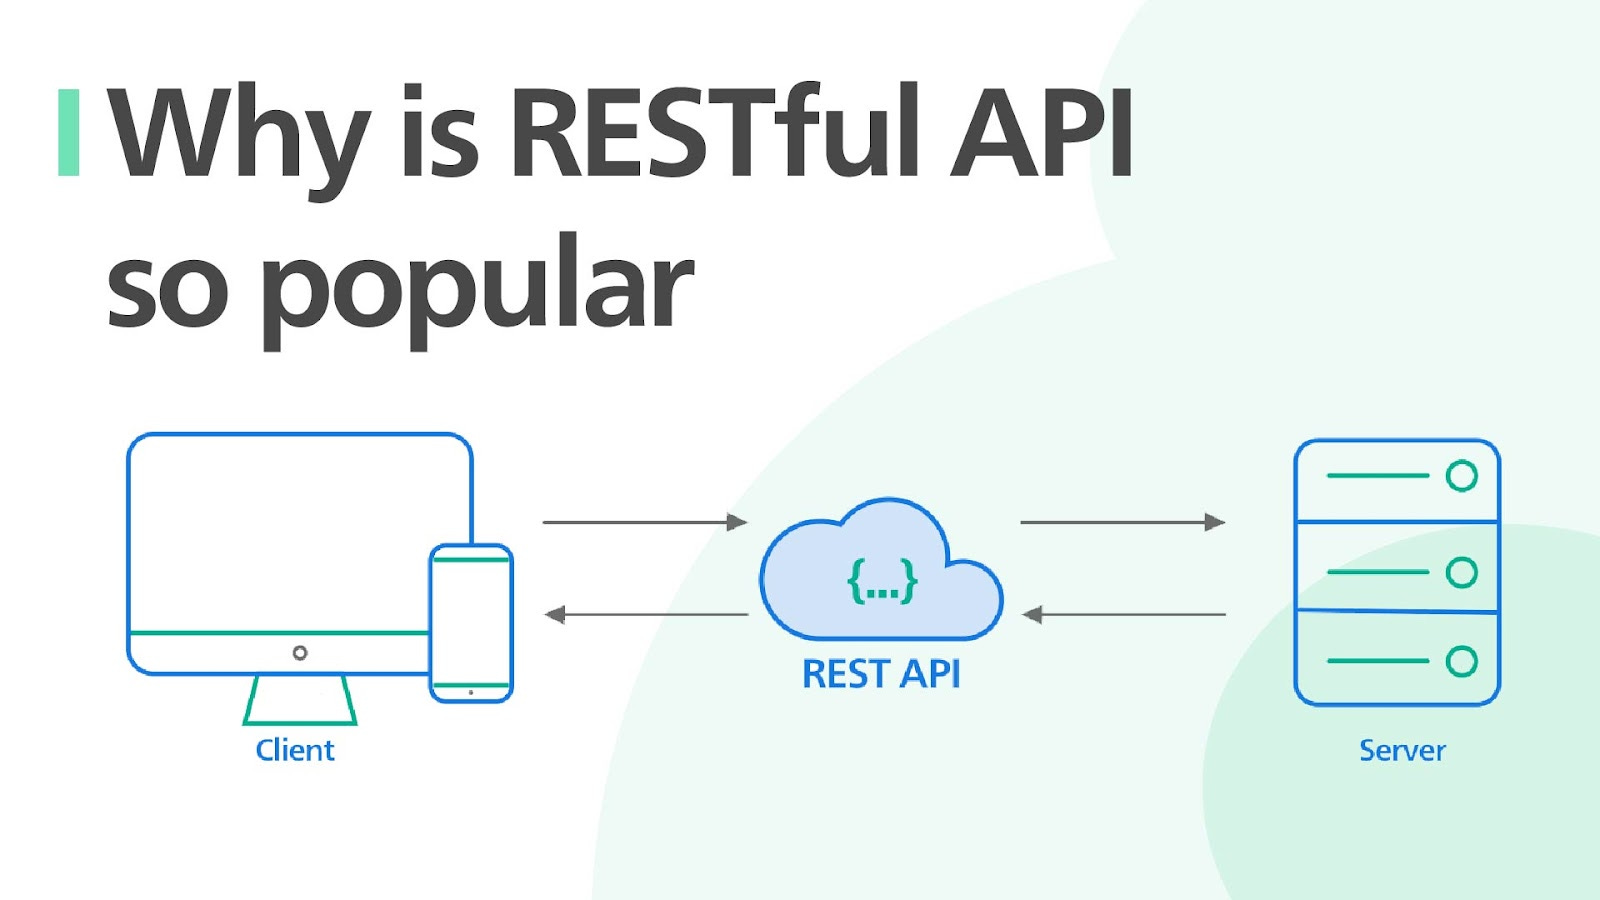 Why is RESTful API
so popular
{...}
REST API
Client
Server